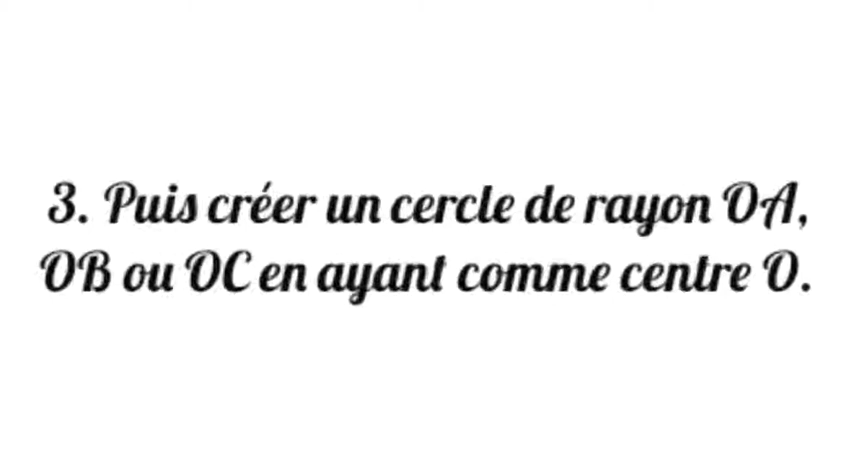 3. Puis créer un cercle de rayon OA,
OB ou OC en ayant comme centre O.